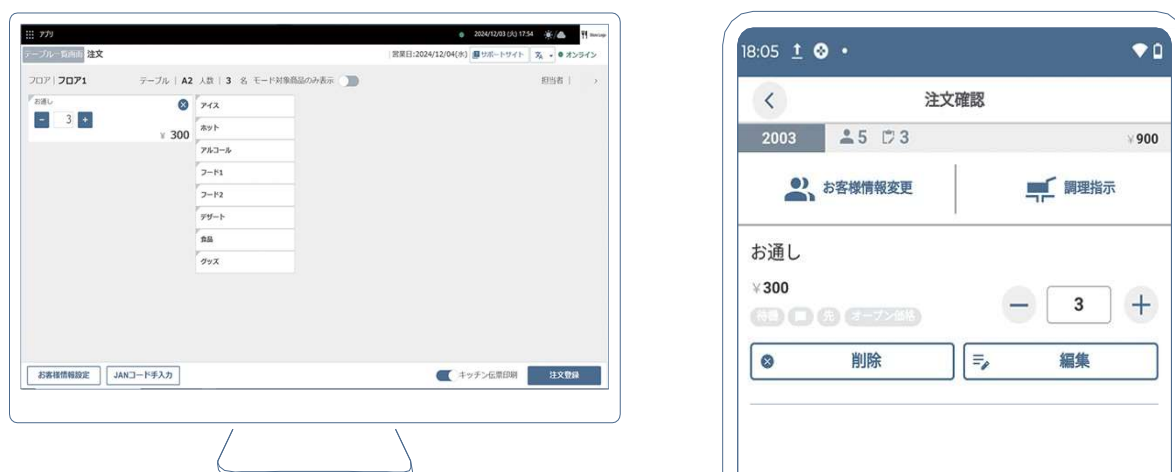 アプリ
2024/12/03 (火) 17:54
テーブル一覧画面 注文
営業日:2024/12/04(水) サポートサイト オンライン
フロア | フロア1 テーブル | A2 人数 | 3 名 モード対象商品のみ表示 担当者 |
お通し
- 3 +
¥ 300
アイス
ホット
アルコール
フード1
フード2
デザート
食品
グッズ
お客様情報設定 JANコード手入力 キッチン伝票印刷 注文登録
18:05
注文確認
2003 5 3 ¥900
お客様情報変更 調理指示
お通し
¥300
待機 先 オープン価格
3
削除 編集